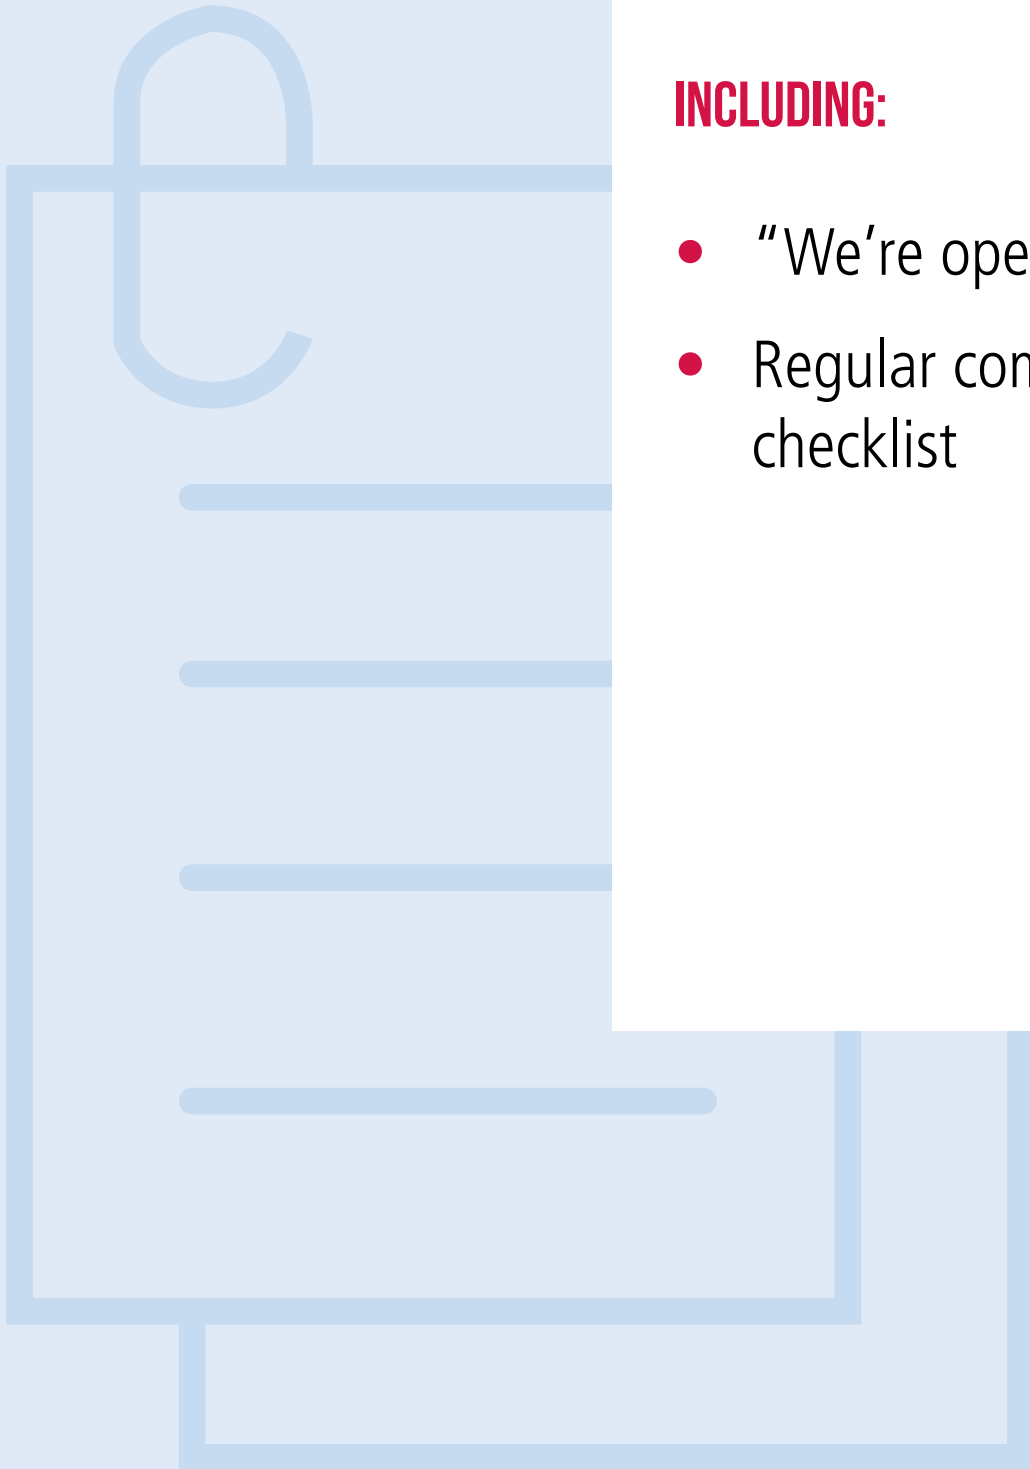 INCLUDING:
• “We’re ope
• Regular con
checklist